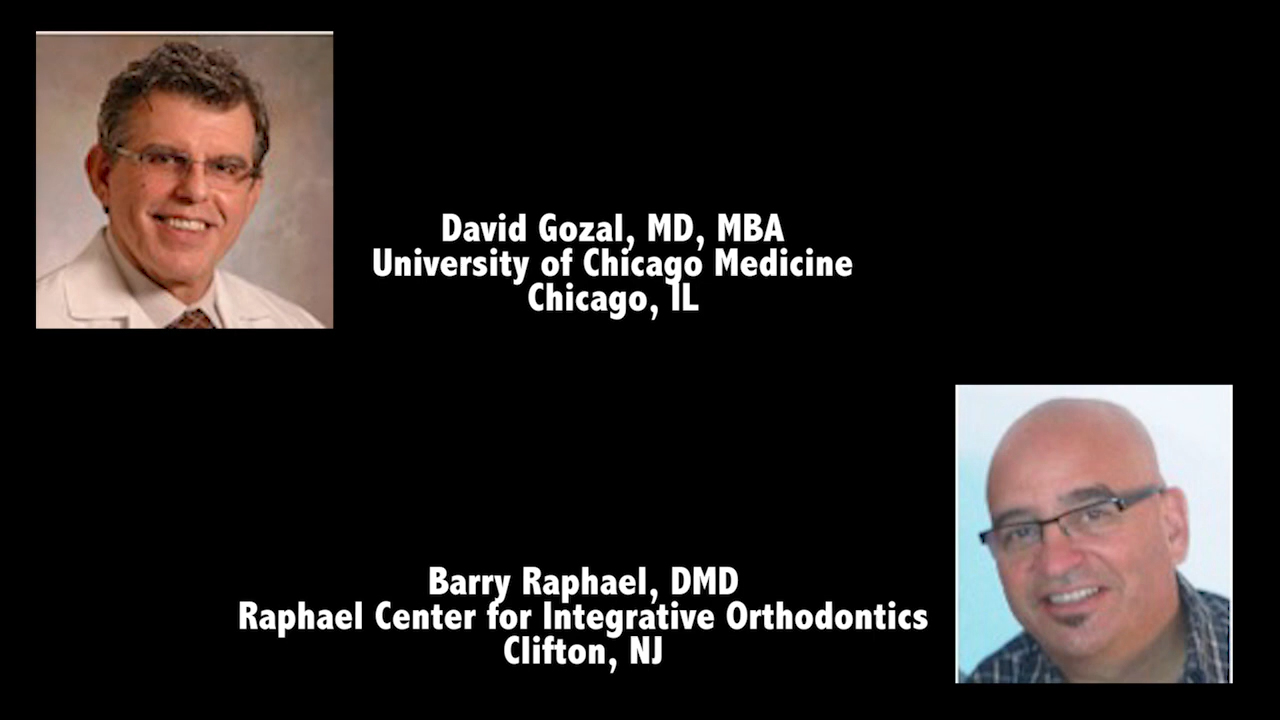 David Gozal, MD, MBA
University of Chicago Medicine
Chicago, IL
Barry Raphael, DMD
Raphael Center for Integrative Orthodontics
Clifton, NJ